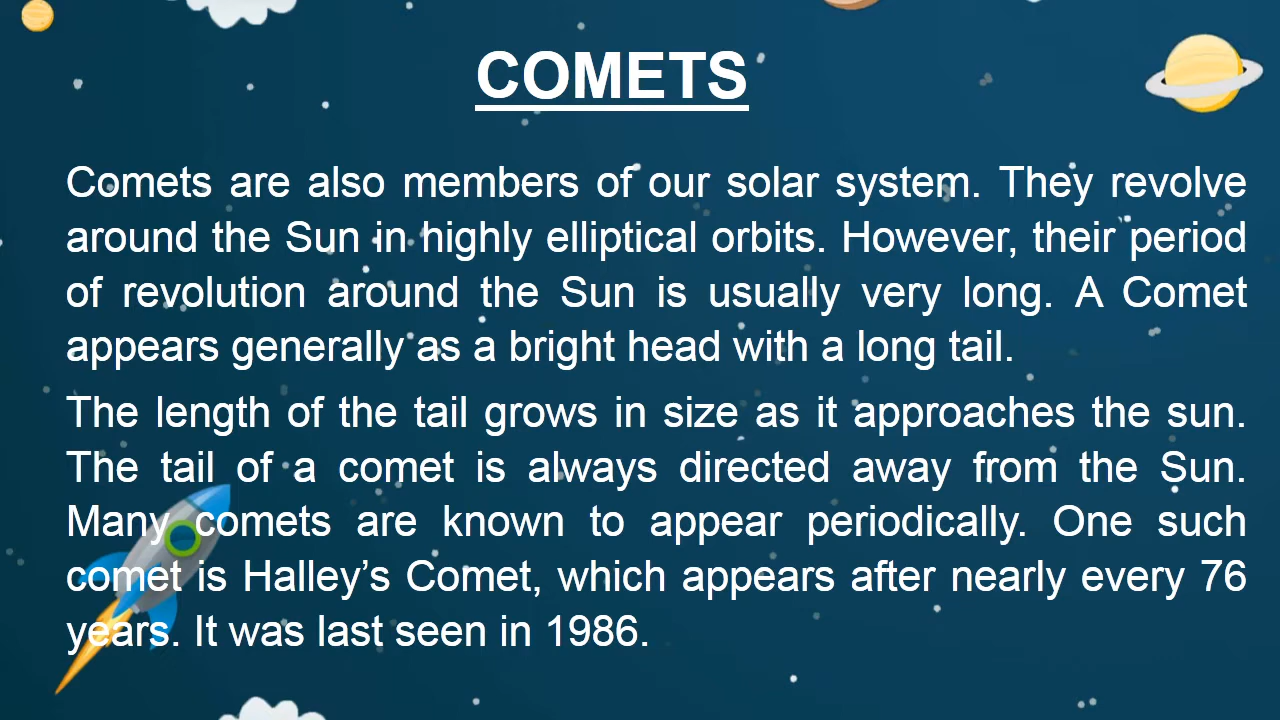 COMETS
Comets are also members of our solar system. They revolve
around the Sun in highly elliptical orbits. However, their period
of revolution around the Sun is usually very long. A Comet
appears generally as a bright head with a long tail.
The length of the tail grows in size as it approaches the sun.
The tail of a comet is always directed away from the Sun.
Many comets are known to appear periodically. One such
comet is Halley’s Comet, which appears after nearly every 76
years. It was last seen in 1986.